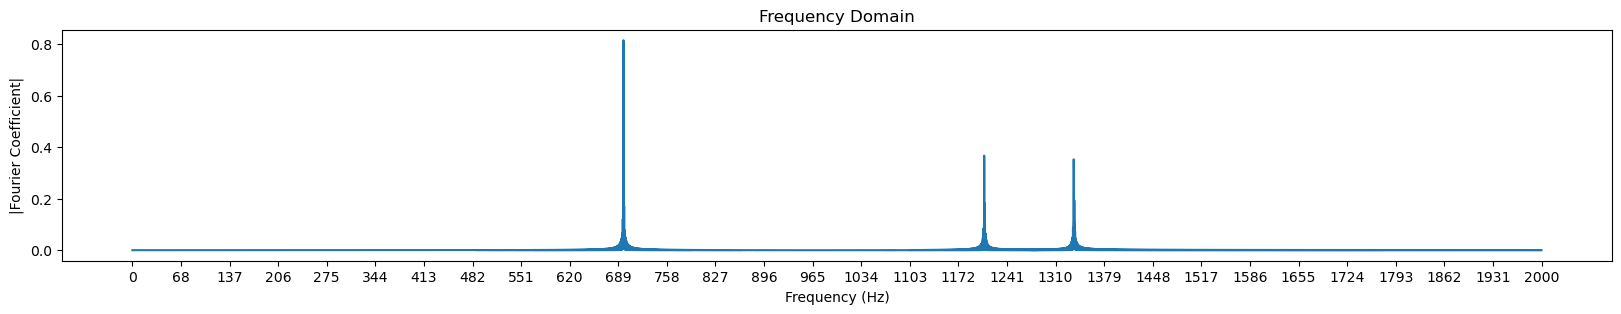 Frequency Domain
|Fourier Coefficient|
0.8
0.6
0.4
0.2
0.0
0 68 137 206 275 344 413 482 551 620 689 758 827 896 965 1034 1103 1172 1241 1310 1379 1448 1517 1586 1655 1724 1793 1862 1931 2000
Frequency (Hz)